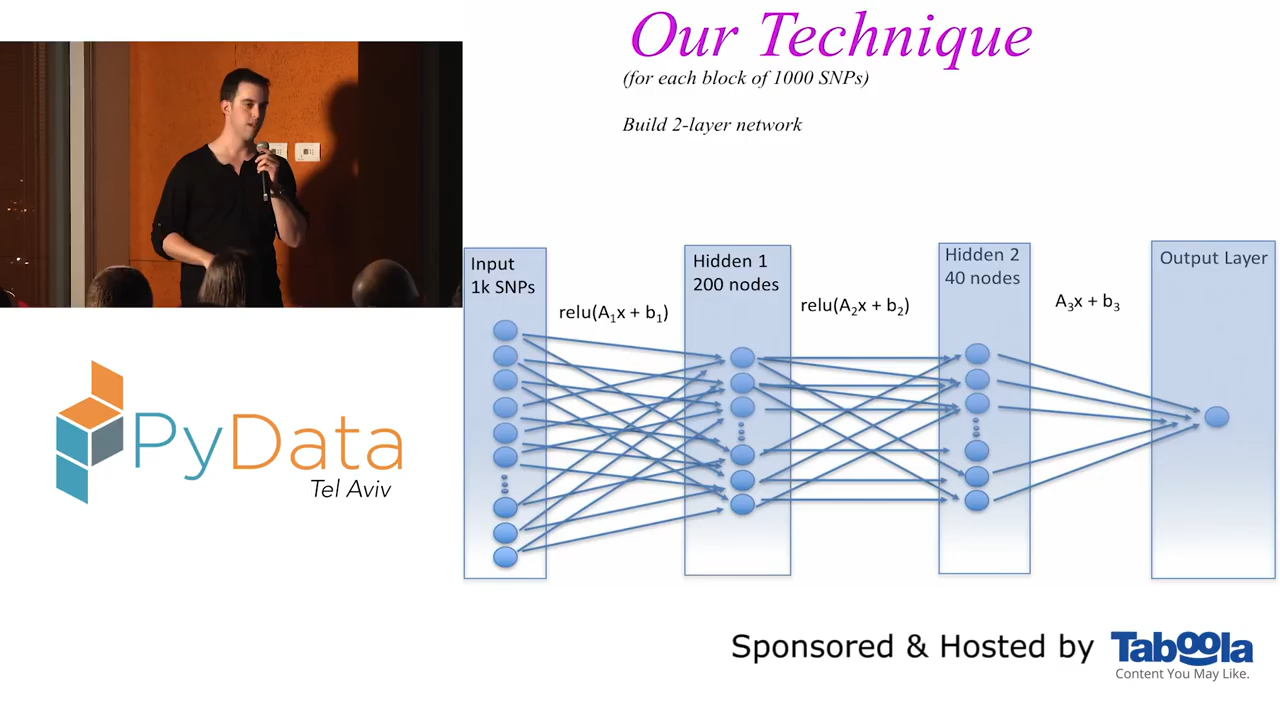 Our Technique
(for each block of 1000 SNPs)
Build 2-layer network
Input
1k SNPs
relu(A₁x + b₁)
Hidden 1
200 nodes
relu(A₂x + b₂)
Hidden 2
40 nodes
A₃x + b₃
Output Layer
PyData
Tel Aviv
Sponsored & Hosted by
Taboola
Content You May Like.